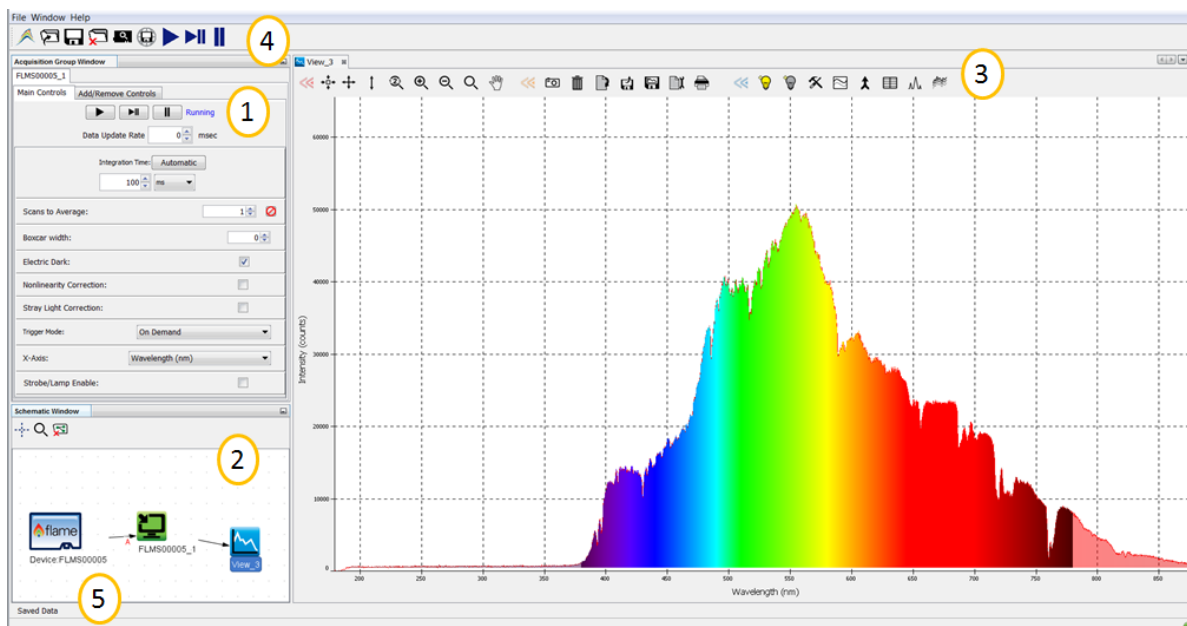 File Window Help
4
Acquisition Group Window
FLMS00005_1
Main Controls Add/Remove Controls
Running
1
Data Update Rate 0 msec
Integration Time: Automatic
100 ms
Scans to Average: 1
Boxcar width: 0
Electric Dark:
Nonlinearity Correction:
Stray Light Correction:
Trigger Mode: On Demand
X-Axis: Wavelength (nm)
Strobe/Lamp Enable:
Schematic Window
2
flame
Device:FLMS00005
A
FLMS00005_1
View_3
5
Saved Data
View_3
3
Intensity (counts)
60000
50000
40000
30000
20000
10000
0
200 250 300 350 400 450 500 550 600 650 700 750 800 850
Wavelength (nm)